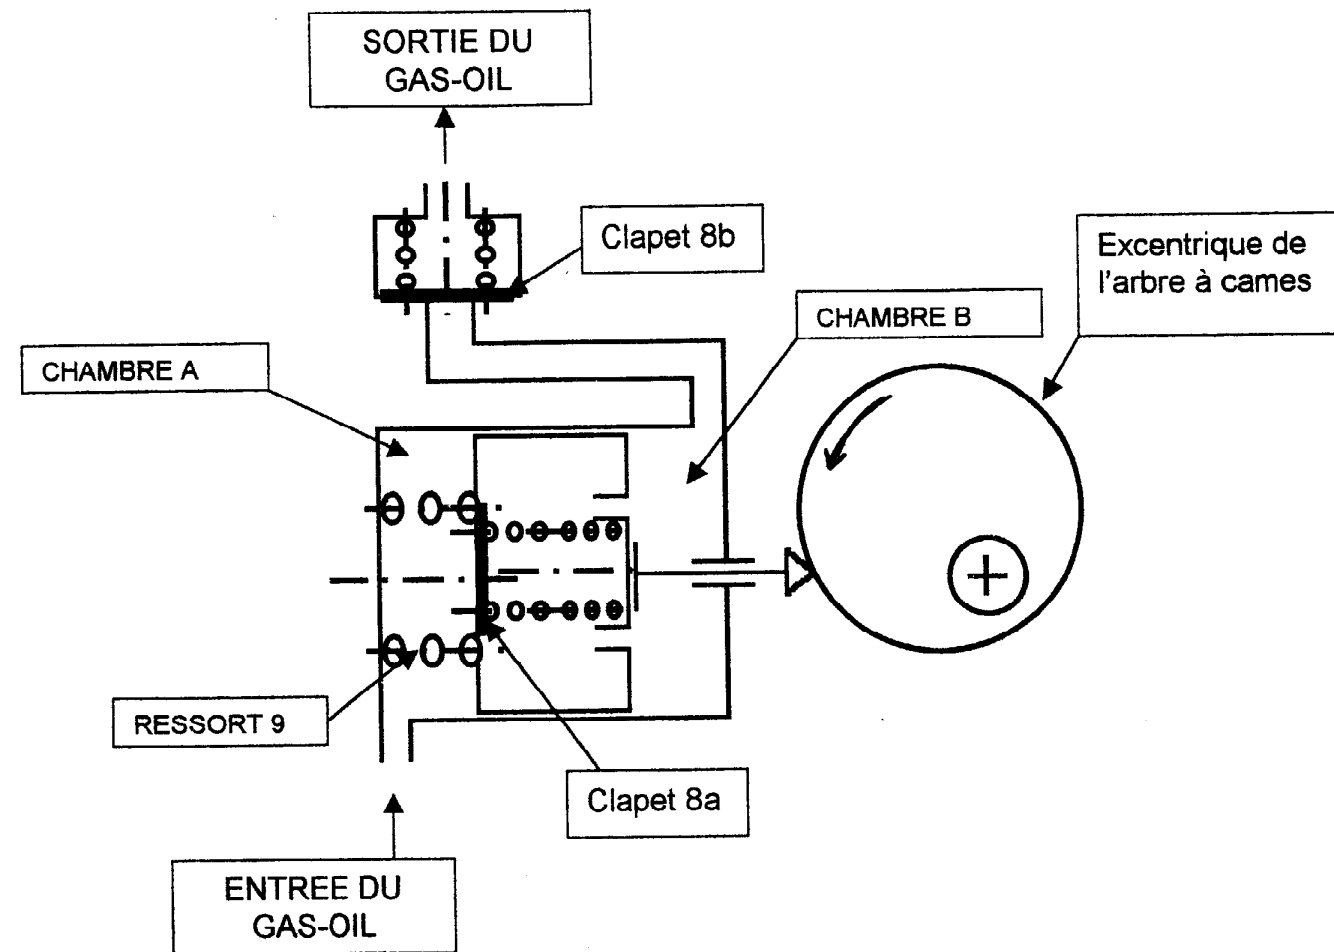 SORTIE DU
GAS-OIL
Clapet 8b
Excentrique de
l'arbre à cames
CHAMBRE B
CHAMBRE A
RESSORT 9
Clapet 8a
ENTREE DU
GAS-OIL